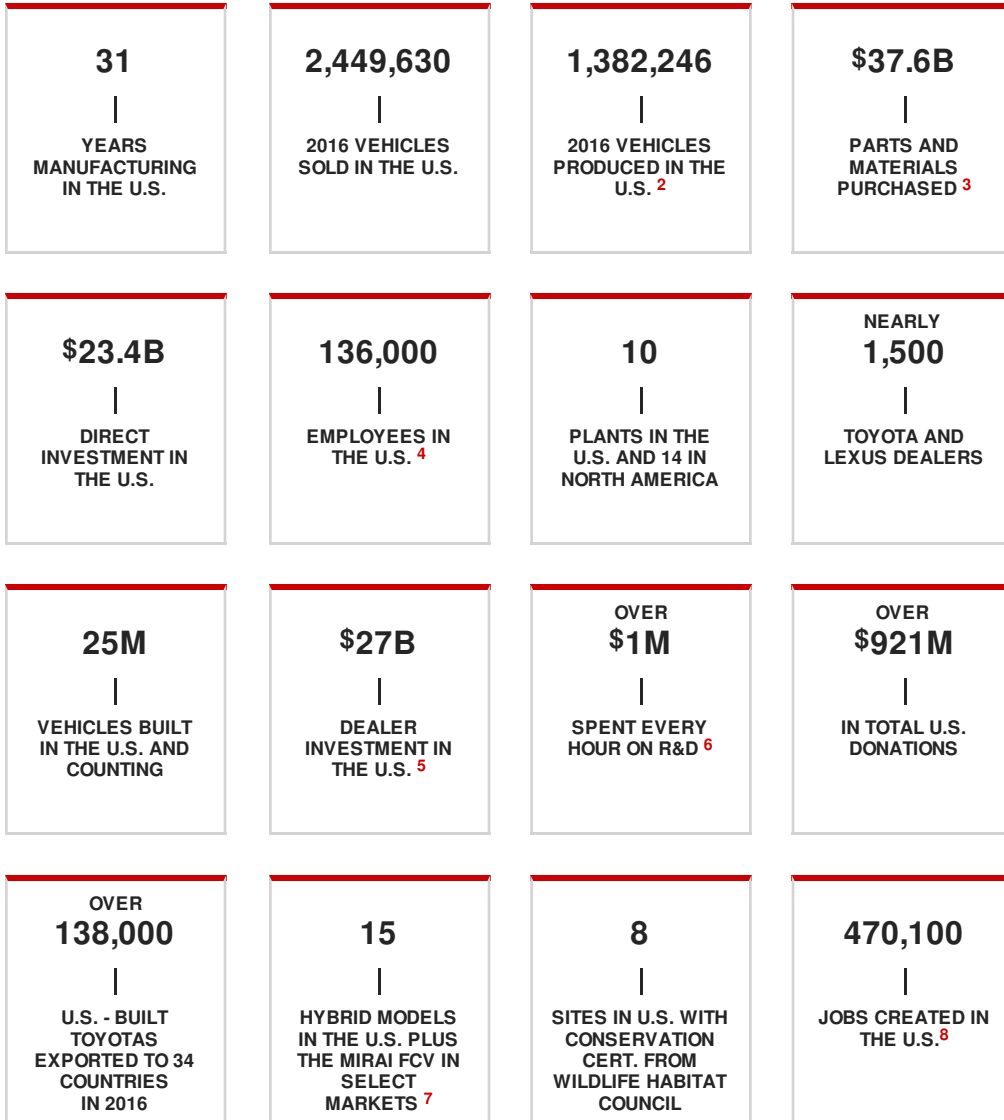 31
YEARS
MANUFACTURING
IN THE U.S.
2,449,630
2016 VEHICLES
SOLD IN THE U.S.
1,382,246
2016 VEHICLES
PRODUCED IN THE
U.S. 2
$37.6B
PARTS AND
MATERIALS
PURCHASED 3
$23.4B
DIRECT
INVESTMENT IN
THE U.S.
136,000
EMPLOYEES IN
THE U.S. 4
10
PLANTS IN THE
U.S. AND 14 IN
NORTH AMERICA
NEARLY
1,500
TOYOTA AND
LEXUS DEALERS
25M
VEHICLES BUILT
IN THE U.S. AND
COUNTING
$27B
DEALER
INVESTMENT IN
THE U.S. 5
OVER
$1M
SPENT EVERY
HOUR ON R&D 6
OVER
$921M
IN TOTAL U.S.
DONATIONS
OVER
138,000
U.S. - BUILT
TOYOTAS
EXPORTED TO 34
COUNTRIES
IN 2016
15
HYBRID MODELS
IN THE U.S. PLUS
THE MIRAI FCV IN
SELECT
MARKETS 7
8
SITES IN U.S. WITH
CONSERVATION
CERT. FROM
WILDLIFE HABITAT
COUNCIL
470,100
JOBS CREATED IN
THE U.S.8